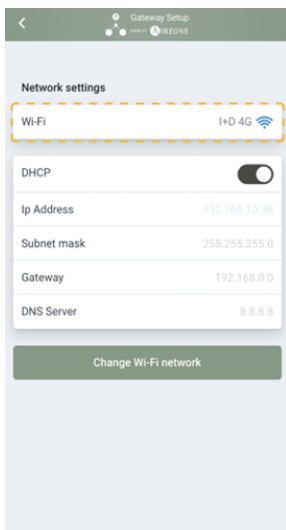 Gateway Setup
AIRZONE
Network settings
Wi-Fi I+D 4G
DHCP
Ip Address 192.168.10.30
Subnet mask 255.255.255.0
Gateway 192.168.0.0
DNS Server 8.8.8.8
Change Wi-Fi network